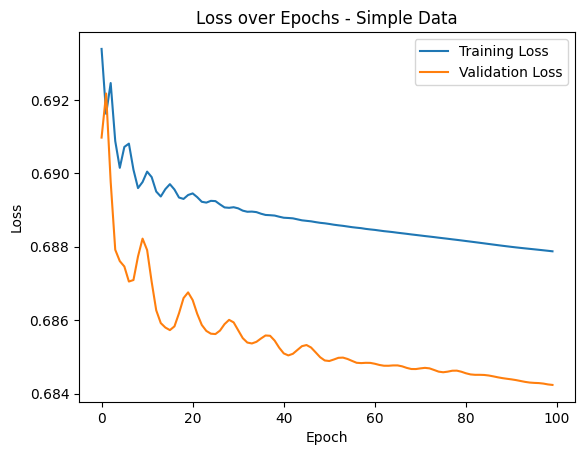 Loss over Epochs - Simple Data
Training Loss
Validation Loss
0.692
0.690
0.688
0.686
0.684
Loss
0 20 40 60 80 100
Epoch